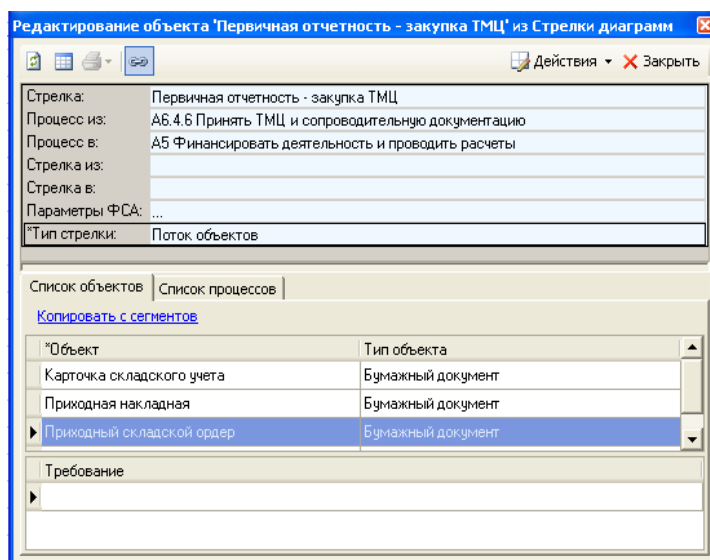 Редактирование объекта 'Первичная отчетность - закупка ТМЦ' из Стрелки диаграмм
Действия Закрыть
Стрелка: Первичная отчетность - закупка ТМЦ
Процесс из: A6.4.6 Принять ТМЦ и сопроводительную документацию
Процесс в: A5 Финансировать деятельность и проводить расчеты
Стрелка из:
Стрелка в:
Параметры ФСА: ...
*Тип стрелки: Поток объектов
Список объектов Список процессов
Копировать с сегментов
*Объект Тип объекта
Карточка складского учета Бумажный документ
Приходная накладная Бумажный документ
Приходный складской ордер Бумажный документ
Требование